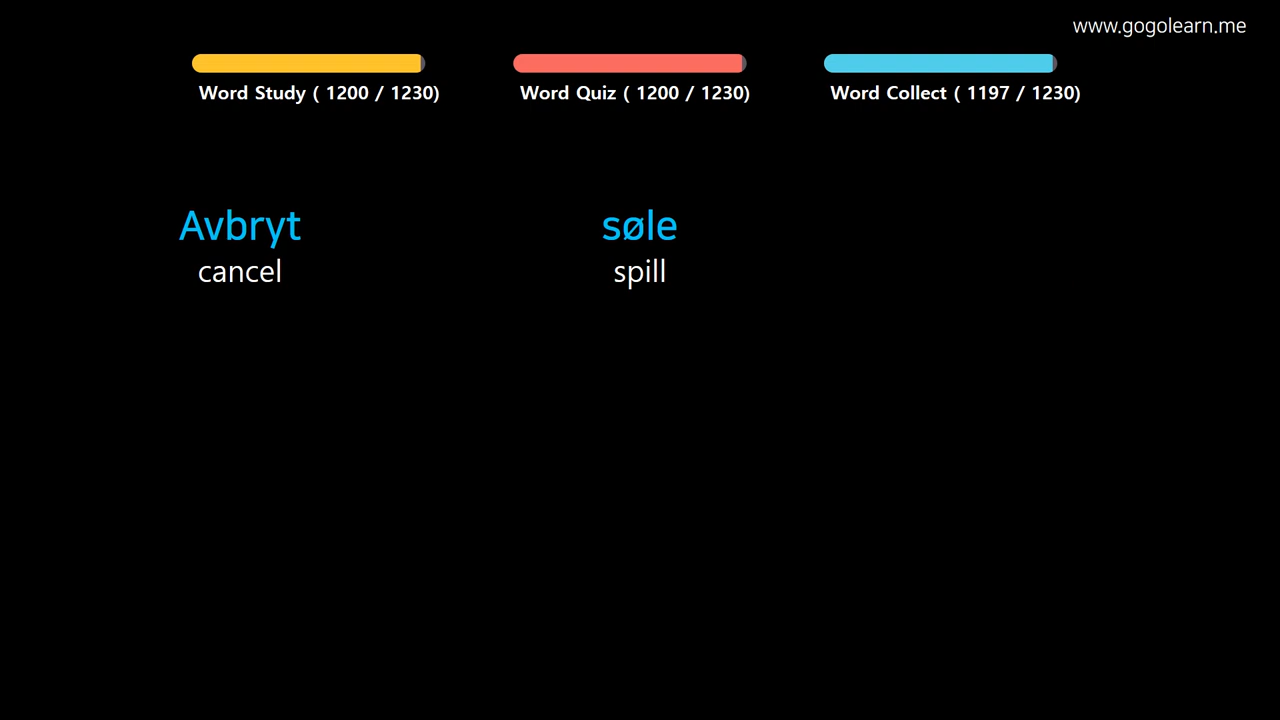 www.gogolearn.me
Word Study ( 1200 / 1230)
Word Quiz ( 1200 / 1230)
Word Collect ( 1197 / 1230)
Avbryt
cancel
søle
spill